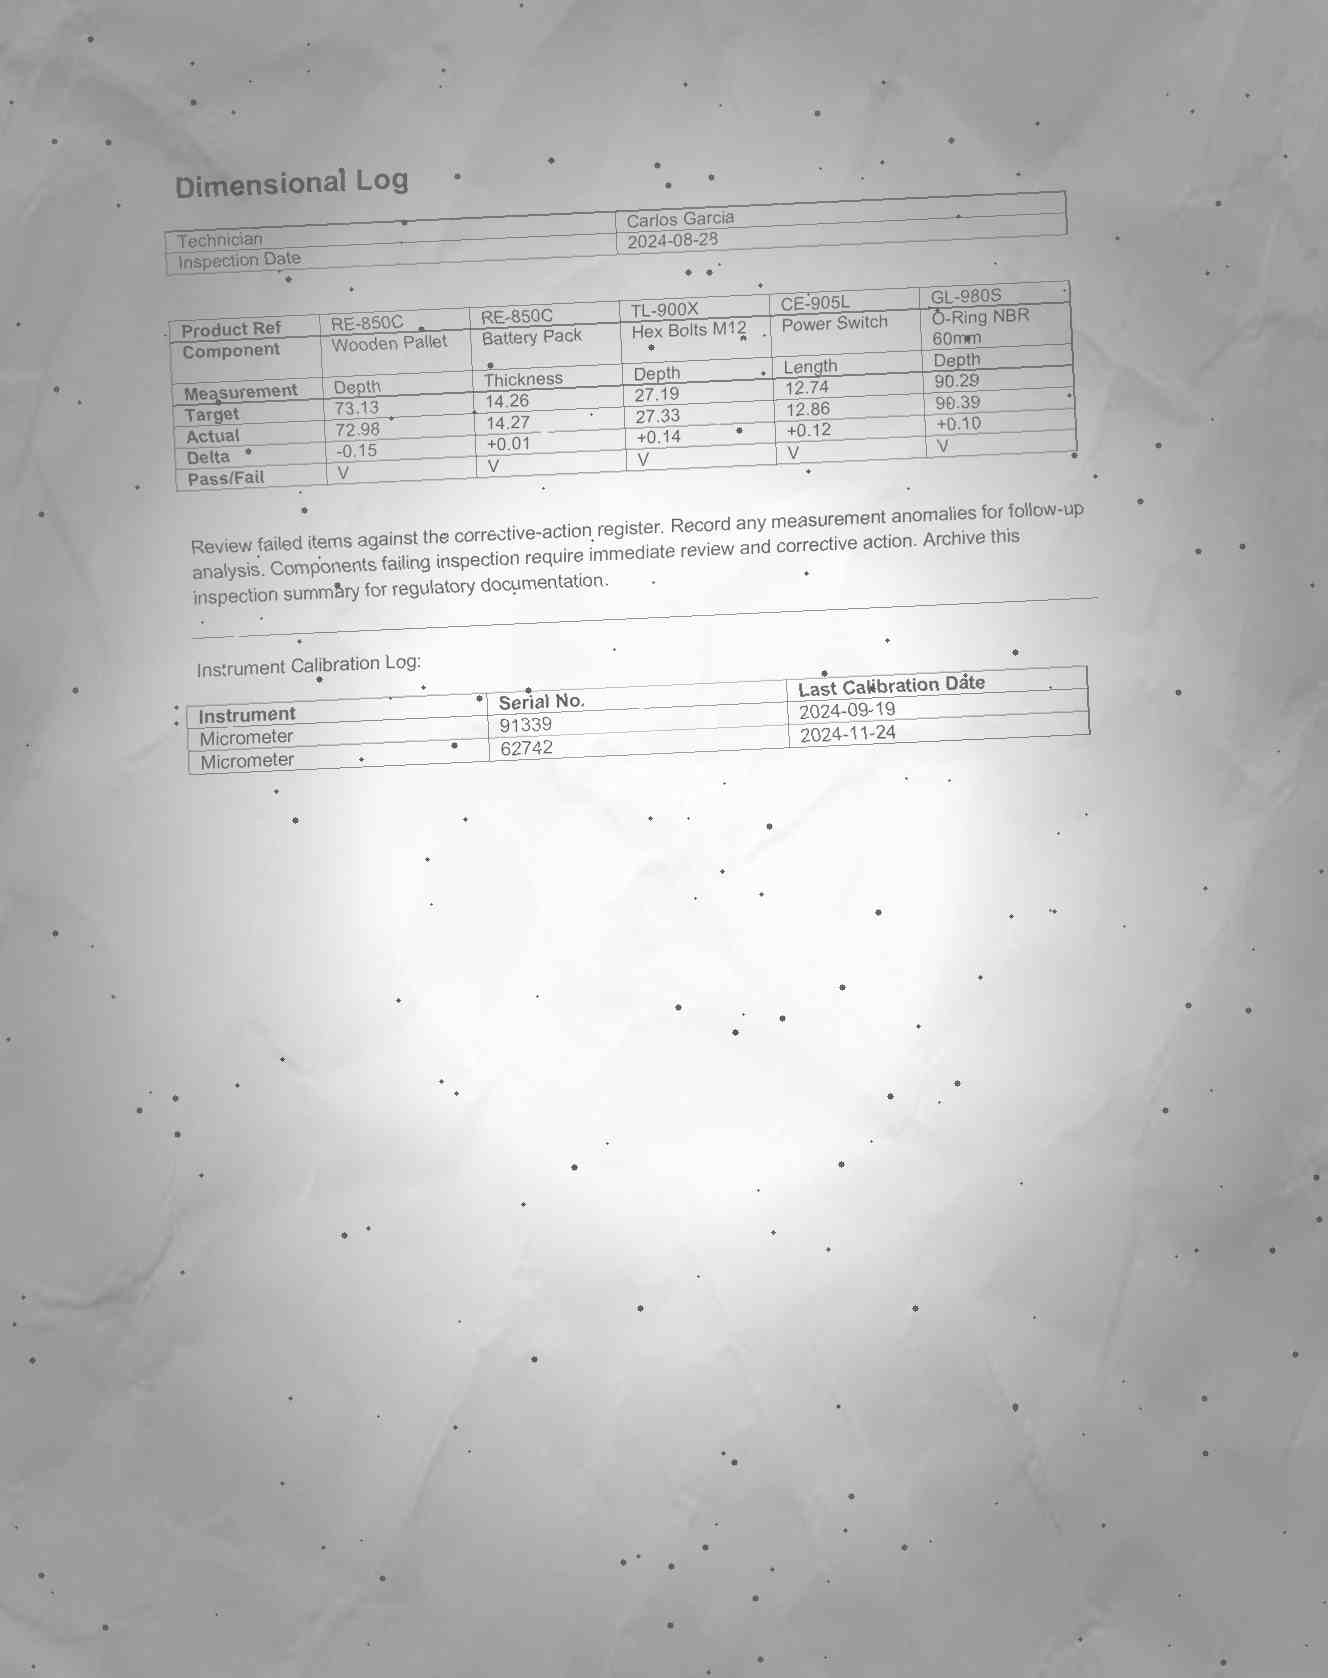 Dimensional Log
Technician Carlos Garcia
Inspection Date 2024-08-28
Product Ref RE-850C RE-850C TL-900X CE-905L GL-980S
Component Wooden Pallet Battery Pack Hex Bolts M12 Power Switch O-Ring NBR
60mm
Measurement Depth Thickness Depth Length Depth
Target 73.13 14.26 27.19 12.74 90.29
Actual 72.98 14.27 27.33 12.86 90.39
Delta -0.15 +0.01 +0.14 +0.12 +0.10
Pass/Fail V V V V V
Review failed items against the corrective-action register. Record any measurement anomalies for follow-up
analysis. Components failing inspection require immediate review and corrective action. Archive this
inspection summary for regulatory documentation.
Instrument Calibration Log:
Instrument Serial No. Last Calibration Date
Micrometer 91339 2024-09-19
Micrometer 62742 2024-11-24